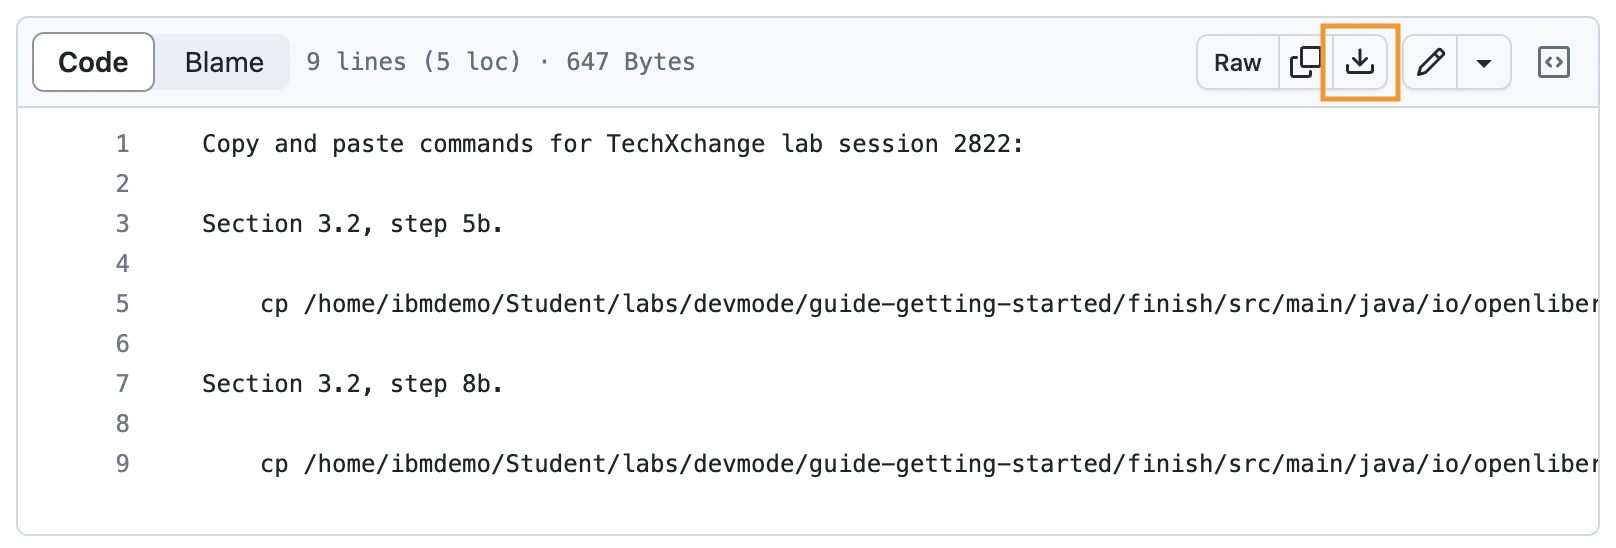 Code Blame 9 lines (5 loc) · 647 Bytes Raw
1 Copy and paste commands for TechXchange lab session 2822:
2
3 Section 3.2, step 5b.
4
5 cp /home/ibmdemo/Student/labs/devmode/guide-getting-started/finish/src/main/java/io/openliber
6
7 Section 3.2, step 8b.
8
9 cp /home/ibmdemo/Student/labs/devmode/guide-getting-started/finish/src/main/java/io/openliber